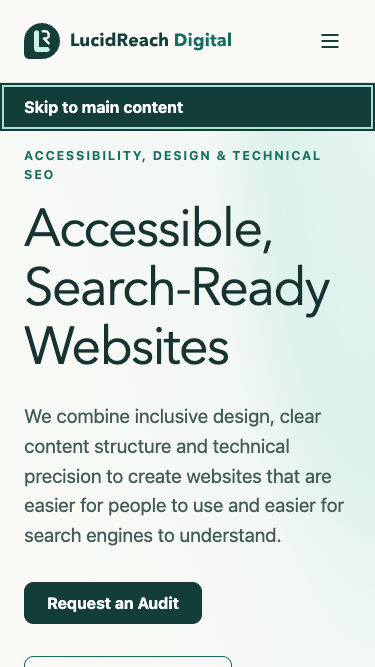 LucidReach Digital
Skip to main content
ACCESSIBILITY, DESIGN & TECHNICAL
SEO
Accessible,
Search-Ready
Websites
We combine inclusive design, clear
content structure and technical
precision to create websites that are
easier for people to use and easier for
search engines to understand.
Request an Audit